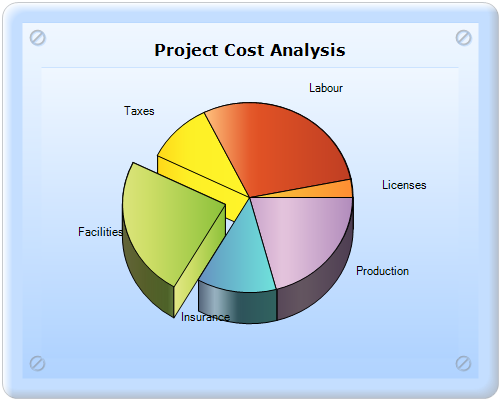 Project Cost Analysis
Labour
Taxes
Licenses
Facilities
Production
Insurance